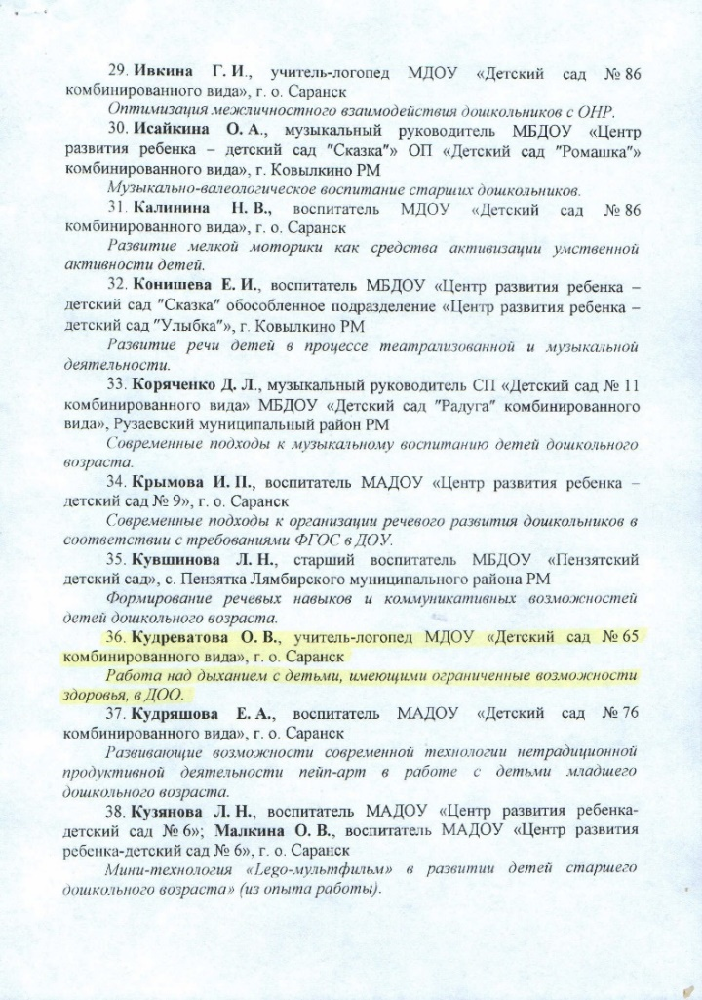 29. Ивкина Г. И., учитель-логопед МДОУ «Детский сад № 86
комбинированного вида», г. о. Саранск
Оптимизация межличностного взаимодействия дошкольников с ОНР.
30. Исайкина О. А., музыкальный руководитель МБДОУ «Центр
развития ребенка – детский сад "Сказка"» ОП «Детский сад "Ромашка"»
комбинированного вида», г. Ковылкино РМ
Музыкально-валеологическое воспитание старших дошкольников.
31. Калинина Н. В., воспитатель МДОУ «Детский сад № 86
комбинированного вида», г. о. Саранск
Развитие мелкой моторики как средства активизации умственной
активности детей.
32. Конишева Е. И., воспитатель МБДОУ «Центр развития ребенка –
детский сад "Сказка" обособленное подразделение «Центр развития ребенка –
детский сад "Улыбка"», г. Ковылкино РМ
Развитие речи детей в процессе театрализованной и музыкальной
деятельности.
33. Коряченко Д. Л., музыкальный руководитель СП «Детский сад № 11
комбинированного вида» МБДОУ «Детский сад "Радуга" комбинированного
вида», Рузаевский муниципальный район РМ
Современные подходы к музыкальному воспитанию детей дошкольного
возраста.
34. Крымова И. П., воспитатель МАДОУ «Центр развития ребенка –
детский сад № 9», г. о. Саранск
Современные подходы к организации речевого развития дошкольников в
соответствии с требованиями ФГОС в ДОУ.
35. Кувшинова Л. Н., старший воспитатель МБДОУ «Пензятский
детский сад», с. Пензятка Лямбирского муниципального района РМ
Формирование речевых навыков и коммуникативных возможностей
детей дошкольного возраста.
36. Кудреватова О. В., учитель-логопед МДОУ «Детский сад № 65
комбинированного вида», г. о. Саранск
Работа над дыханием с детьми, имеющими ограниченные возможности
здоровья, в ДОО.
37. Кудряшова Е. А., воспитатель МАДОУ «Детский сад № 76
комбинированного вида», г. о. Саранск
Развивающие возможности современной технологии нетрадиционной
продуктивной деятельности пейп-арт в работе с детьми младшего
дошкольного возраста.
38. Кузянова Л. Н., воспитатель МАДОУ «Центр развития ребенка-
детский сад № 6»; Малкина О. В., воспитатель МАДОУ «Центр развития
ребенка-детский сад № 6», г. о. Саранск
Мини-технология «Lego-мультфильм» в развитии детей старшего
дошкольного возраста» (из опыта работы).